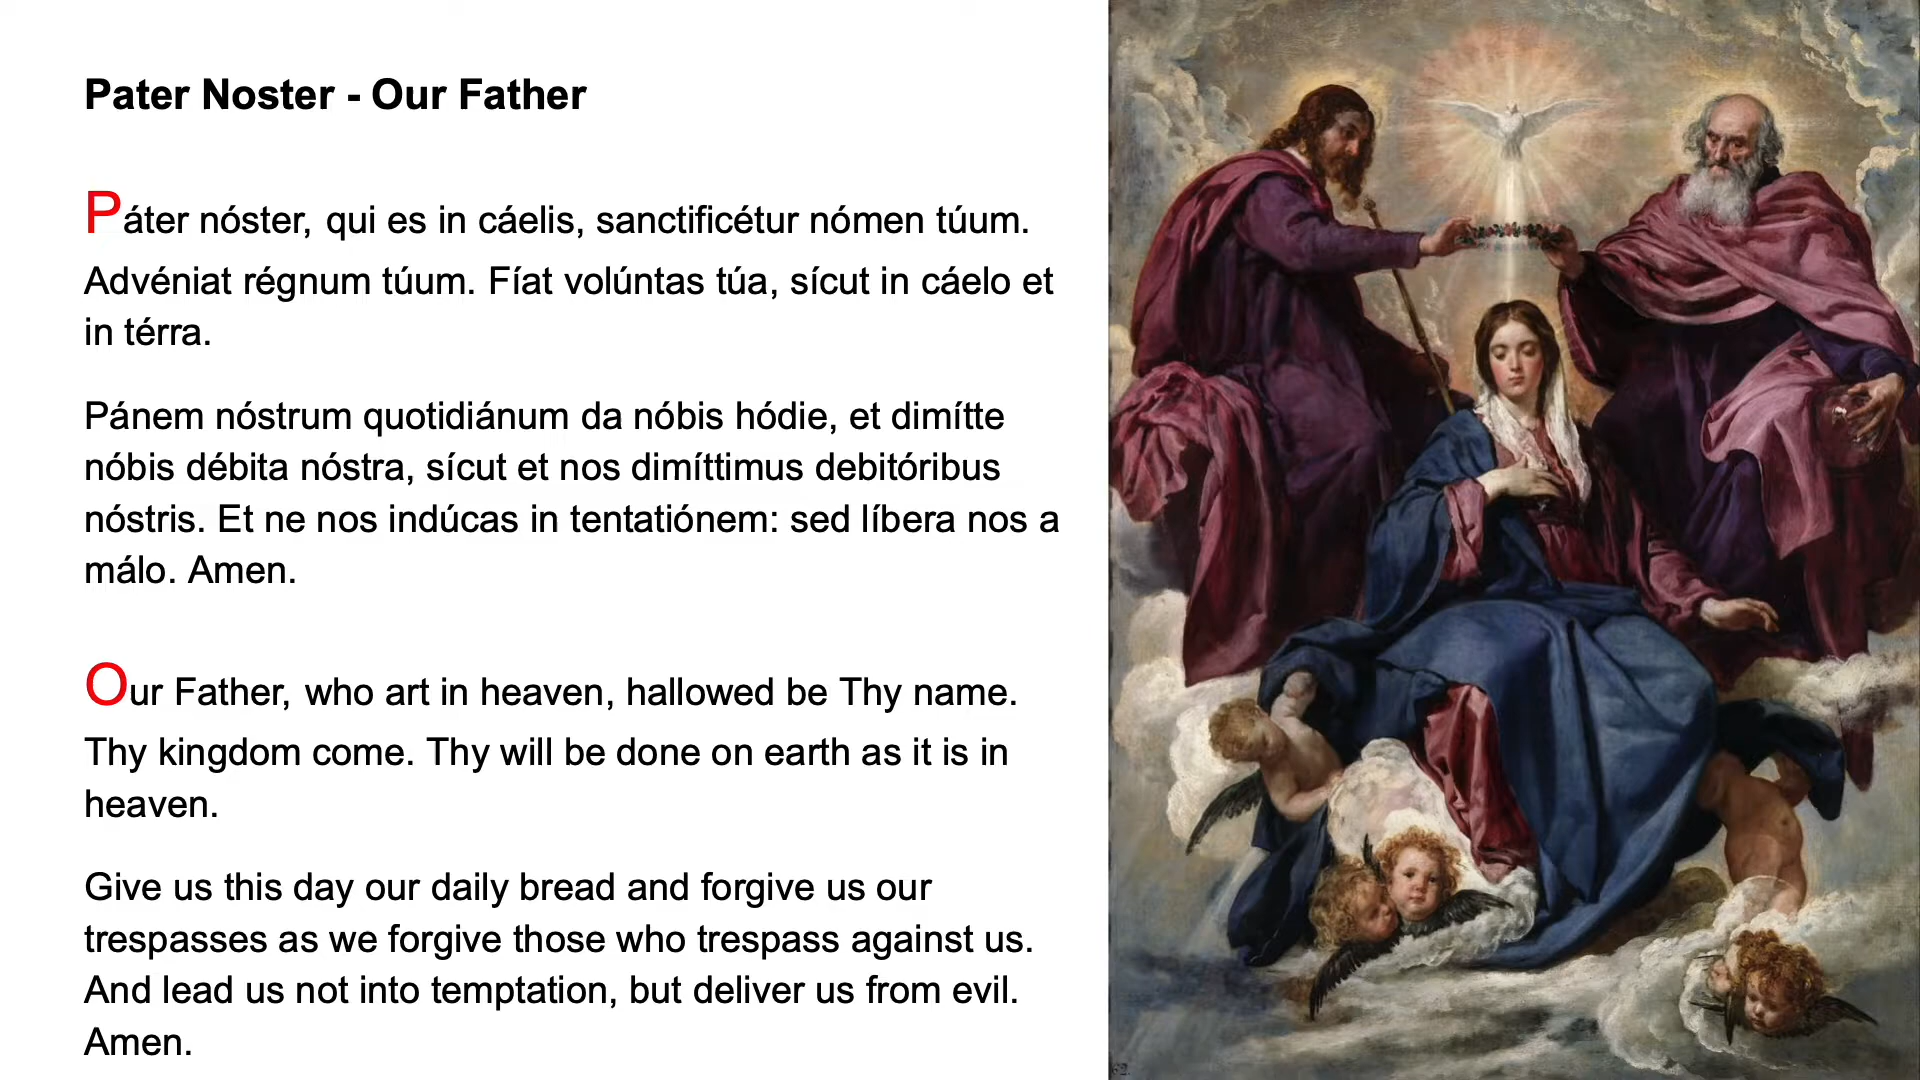 Pater Noster - Our Father
Páter nóster, qui es in cáelis, sanctificétur nómen túum.
Advéniat régnum túum. Fíat volúntas túa, sícut in cáelo et
in térra.
Pánem nóstrum quotidiánum da nóbis hódie, et dimítte
nóbis débita nóstra, sícut et nos dimíttimus debitóribus
nóstris. Et ne nos indúcas in tentatiónem: sed líbera nos a
málo. Amen.
Our Father, who art in heaven, hallowed be Thy name.
Thy kingdom come. Thy will be done on earth as it is in
heaven.
Give us this day our daily bread and forgive us our
trespasses as we forgive those who trespass against us.
And lead us not into temptation, but deliver us from evil.
Amen.